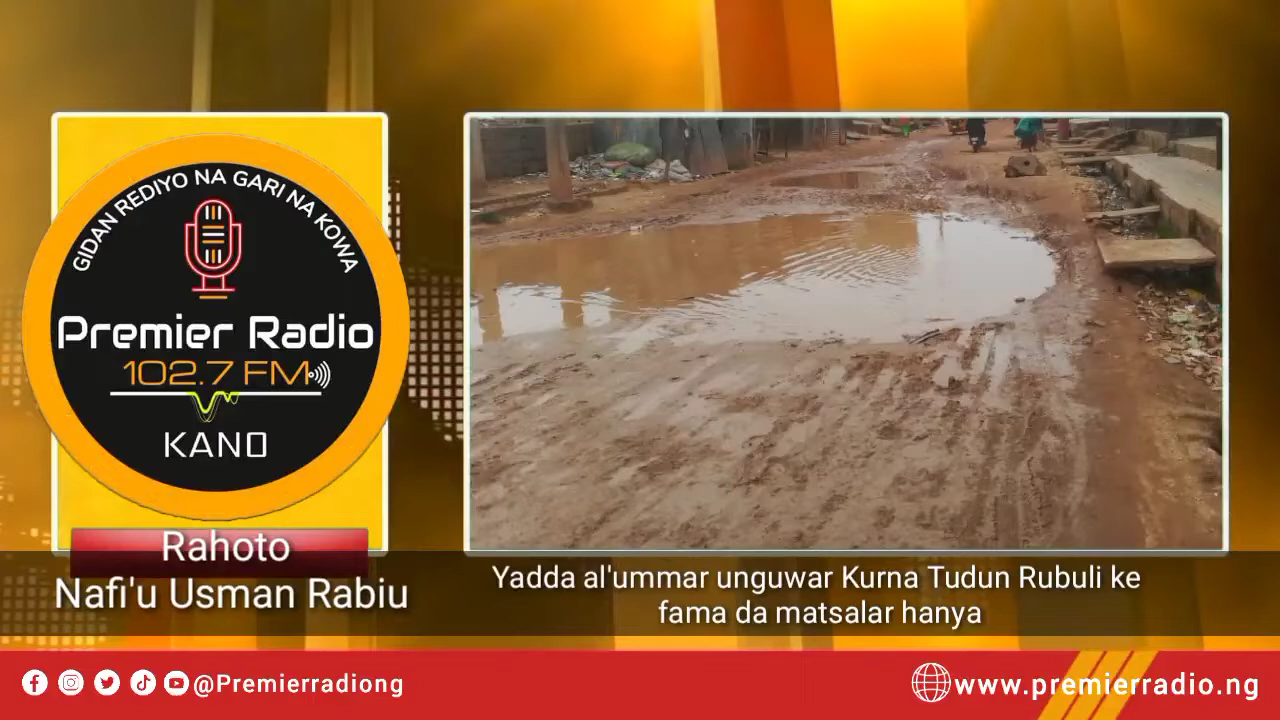 GIDAN REDIYO NA GARI NA KOWA
Premier Radio
102.7 FM
KANO
Rahoto
Nafi'u Usman Rabiu
Yadda al'ummar unguwar Kurna Tudun Rubuli ke
fama da matsalar hanya
@Premierradiong
www.premierradio.ng